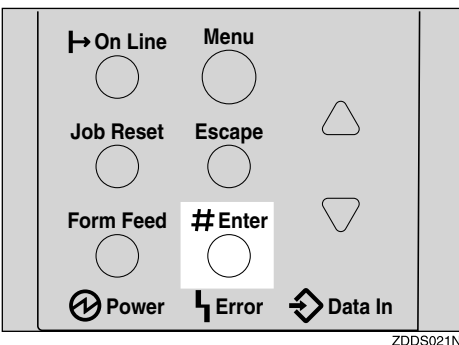 On Line Menu
Job Reset Escape
Form Feed # Enter
Power Error Data In
ZDDS021N